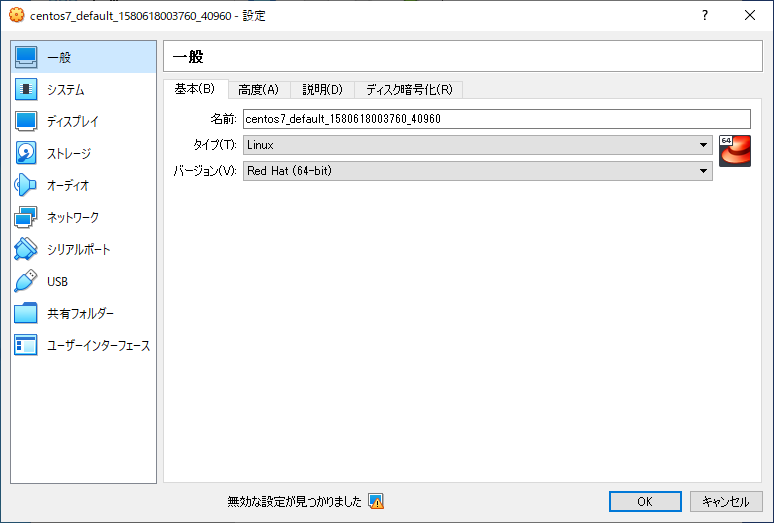 centos7_default_1580618003760_40960 - 設定
?
一般
システム
ディスプレイ
ストレージ
オーディオ
ネットワーク
シリアルポート
USB
共有フォルダー
ユーザーインターフェース
一般
基本(B) 高度(A) 説明(D) ディスク暗号化(R)
名前: centos7_default_1580618003760_40960
タイプ(T): Linux
64
バージョン(V): Red Hat (64-bit)
無効な設定が見つかりました
OK キャンセル